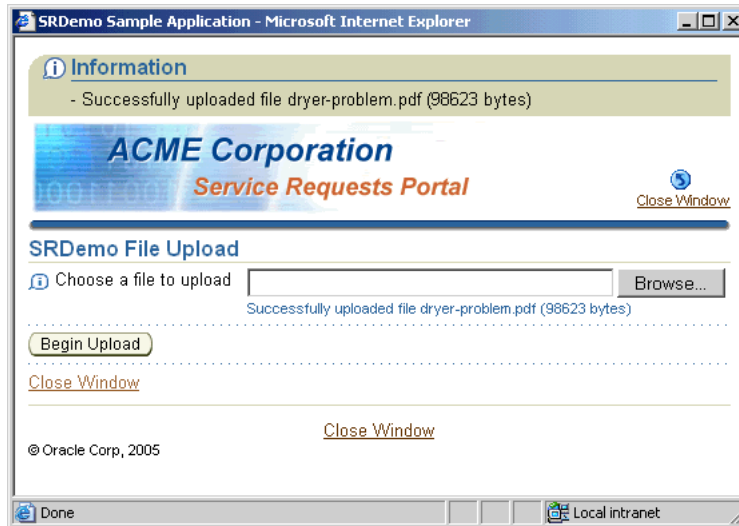 SRDemo Sample Application - Microsoft Internet Explorer
Information
- Successfully uploaded file dryer-problem.pdf (98623 bytes)
ACME Corporation
Service Requests Portal
Close Window
SRDemo File Upload
Choose a file to upload
Browse...
Successfully uploaded file dryer-problem.pdf (98623 bytes)
Begin Upload
Close Window
Close Window
© Oracle Corp, 2005
Done
Local intranet